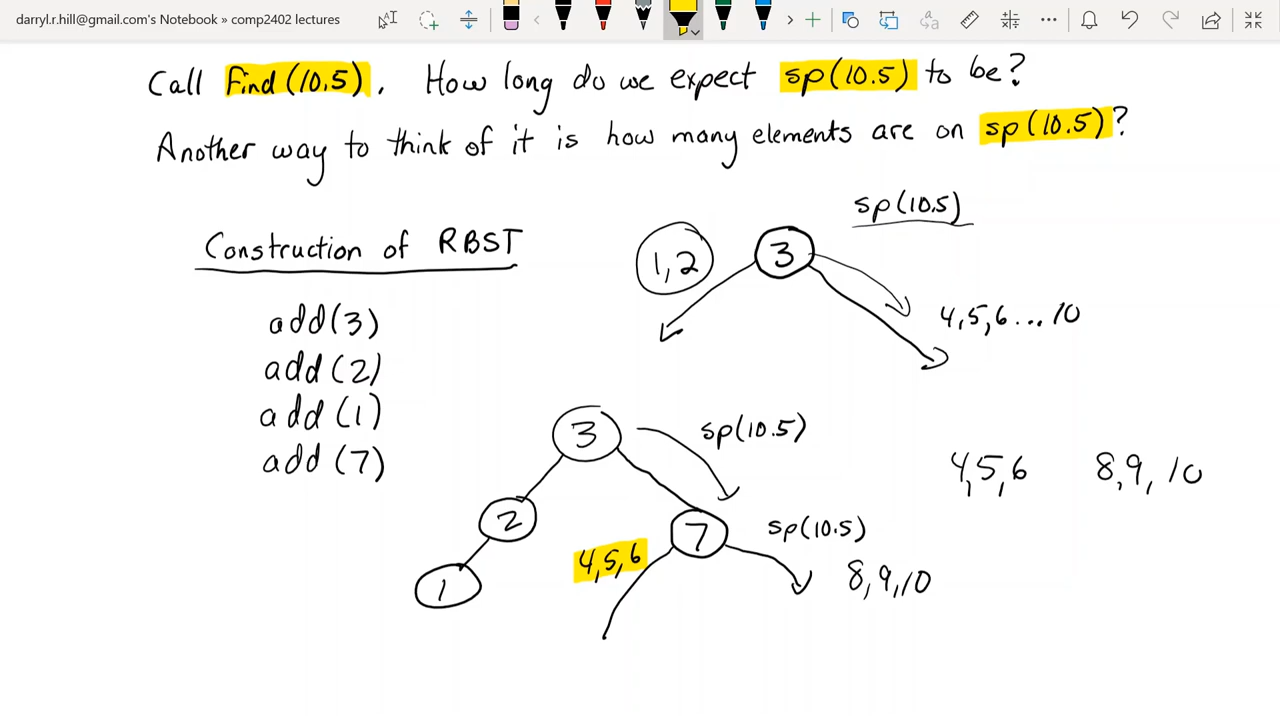 darryl.r.hill@gmail.com's Notebook » comp2402 lectures
Call Find(10.5). How long do we expect sp(10.5) to be?
Another way to think of it is how many elements are on sp(10.5)?
sp(10.5)
Construction of RBST
1,2
3
add(3)
4,5,6...10
add(2)
add(1)
add(7)
3
sp(10.5)
4,5,6 8,9,10
2
7
sp(10.5)
4,5,6
8,9,10
1